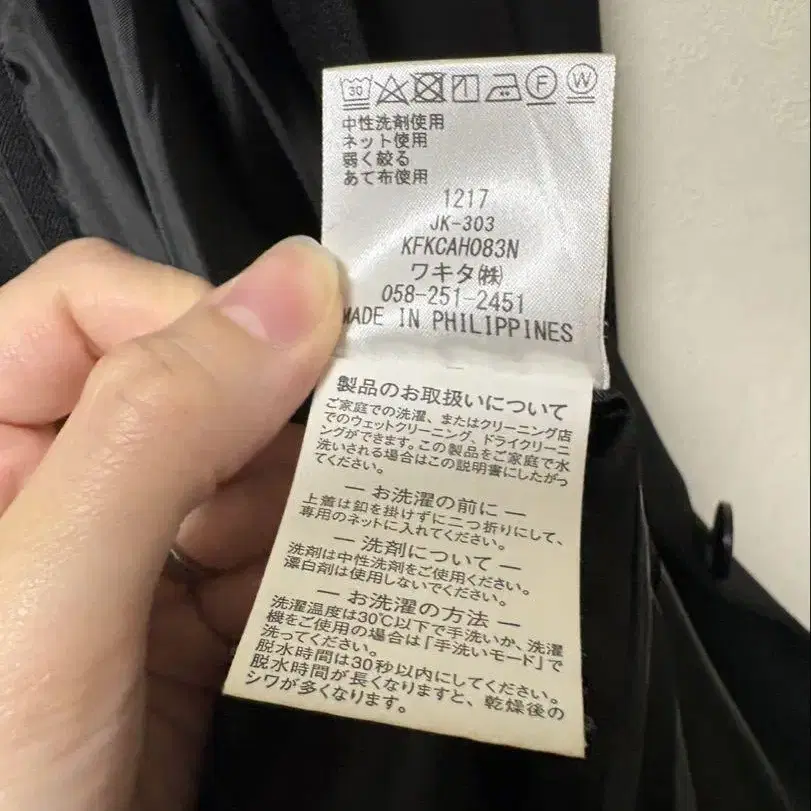 30
F
W
中性洗剤使用
ネット使用
弱く絞る
あて布使用
1217
JK-303
KFKCAH083N
ワキタ㈱
058-251-2451
MADE IN PHILIPPINES
製品のお取扱いについて
ご家庭での洗濯、またはクリーニング店
でのウェットクリーニング、ドライクリーニ
ングができます。この製品をご家庭で水
洗いされる場合はこの説明書にしたがっ
てください。
― お洗濯の前に ―
上着は釦を掛けずに二つ折りにして、
専用のネットに入れてください。
― 洗剤について ―
洗剤は中性洗剤をご使用ください。
漂白剤は使用しないでください。
― お洗濯の方法 ―
洗濯温度は30℃以下で手洗いか、洗濯
機をご使用の場合は「手洗いモード」で
洗ってください。
脱水時間は30秒以内にしてください。
脱水時間が長くなりますと、乾燥後の
シワが多くなります。